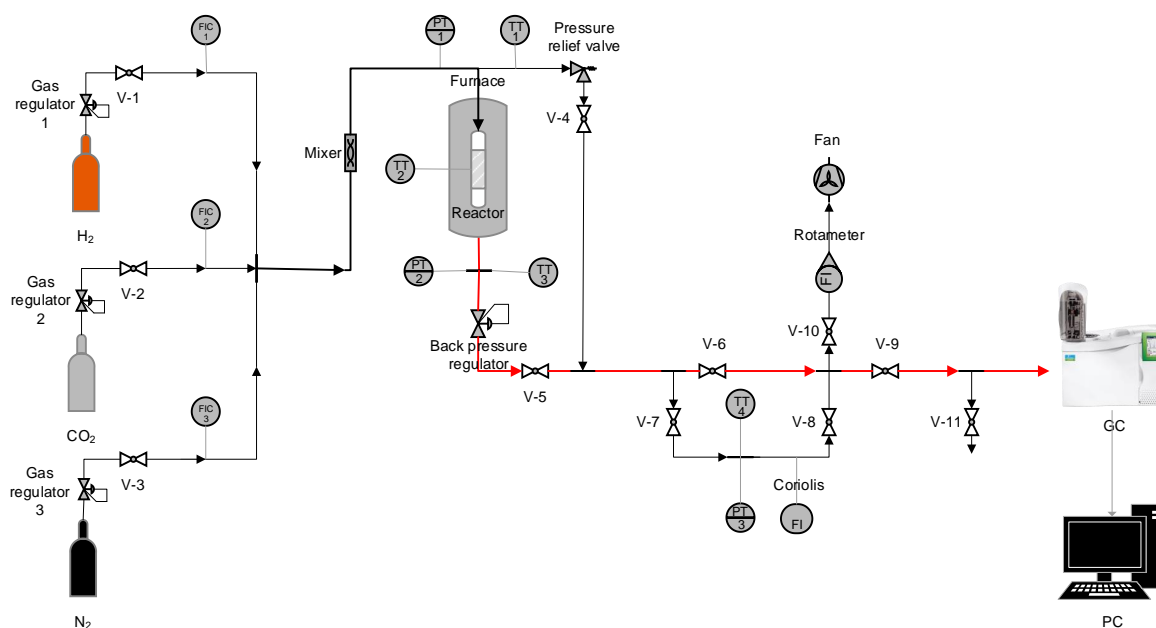 FIC
1
PT
1
TT
1
Pressure
relief valve
Gas
regulator
1
V-1
Furnace
V-4
Mixer
Fan
TT
2
H2
FIC
2
Reactor
Rotameter
FI
Gas
regulator
2
V-2
PT
2
TT
3
V-10
Back pressure
regulator
V-6
V-9
V-5
CO2
FIC
3
TT
4
V-7
V-8
V-11
GC
Gas
regulator
3
V-3
Coriolis
PT
3
FI
N2
PC